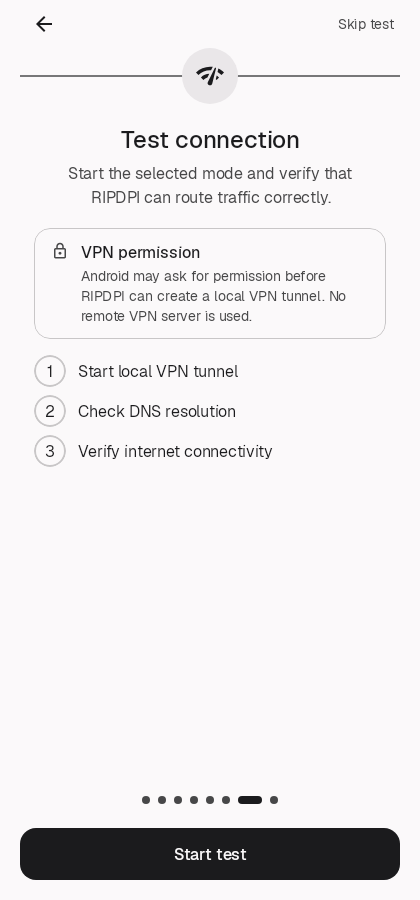 Skip test
Test connection
Start the selected mode and verify that
RIPDPI can route traffic correctly.
VPN permission
Android may ask for permission before
RIPDPI can create a local VPN tunnel. No
remote VPN server is used.
1 Start local VPN tunnel
2 Check DNS resolution
3 Verify internet connectivity
Start test